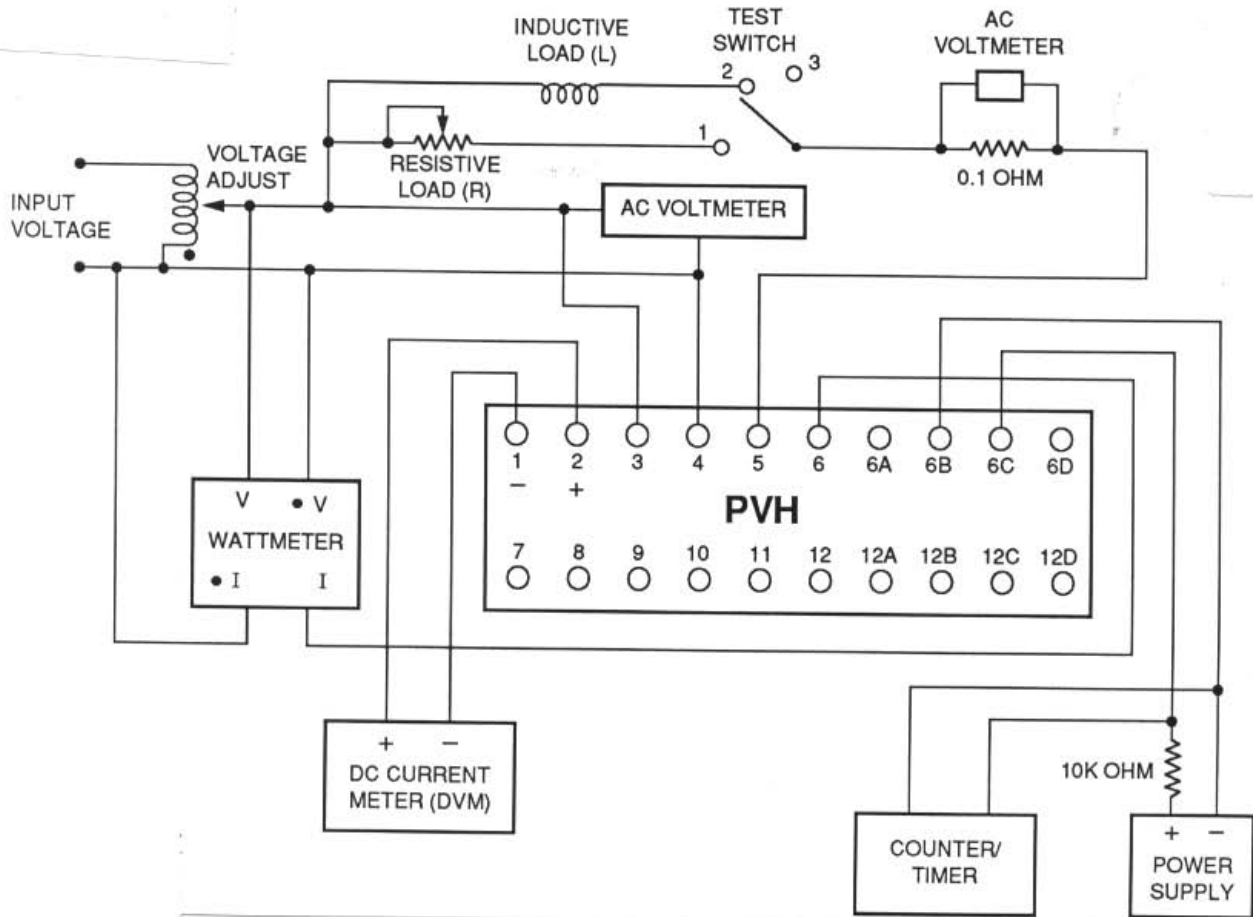 INDUCTIVE
LOAD (L)
TEST
SWITCH
AC
VOLTMETER
2
3
1
VOLTAGE
ADJUST
RESISTIVE
LOAD (R)
0.1 OHM
INPUT
VOLTAGE
AC VOLTMETER
1 2 3 4 5 6 6A 6B 6C 6D
− +
PVH
7 8 9 10 11 12 12A 12B 12C 12D
V • V
WATTMETER
• I I
+ −
DC CURRENT
METER (DVM)
10K OHM
COUNTER/
TIMER
+ −
POWER
SUPPLY